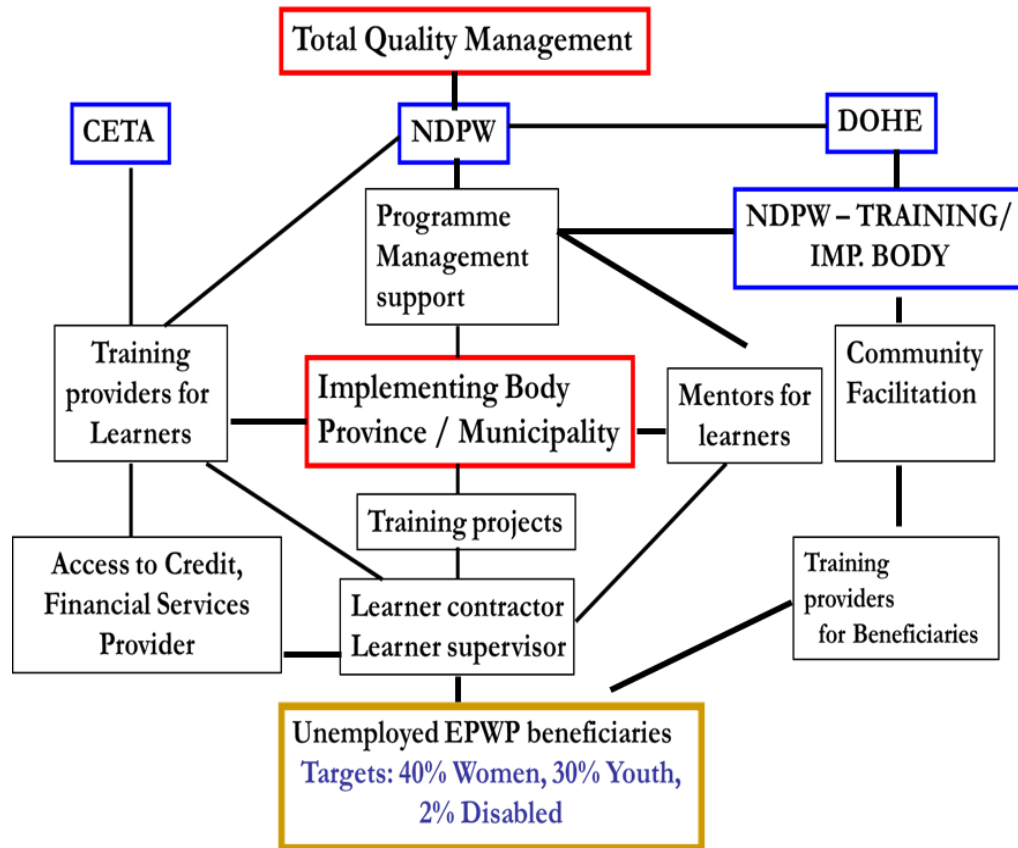 Total Quality Management
CETA
NDPW
DOHE
Programme
Management
support
NDPW – TRAINING/
IMP. BODY
Training
providers for
Learners
Implementing Body
Province / Municipality
Mentors for
learners
Community
Facilitation
Training projects
Access to Credit,
Financial Services
Provider
Learner contractor
Learner supervisor
Training
providers
for Beneficiaries
Unemployed EPWP beneficiaries
Targets: 40% Women, 30% Youth,
2% Disabled